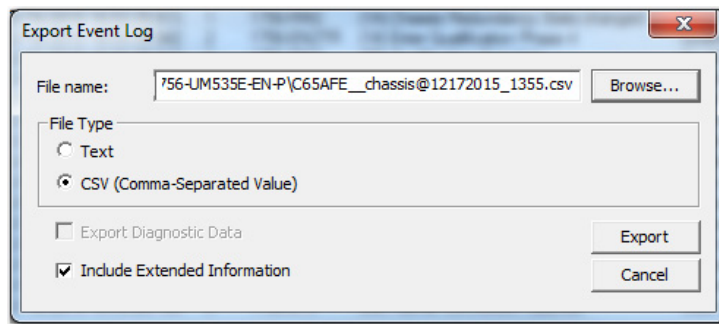 Export Event Log
File name: 756-UM535E-EN-P\C65AFE__chassis@12172015_1355.csv Browse...
File Type
Text
CSV (Comma-Separated Value)
Export Diagnostic Data Export
Include Extended Information Cancel